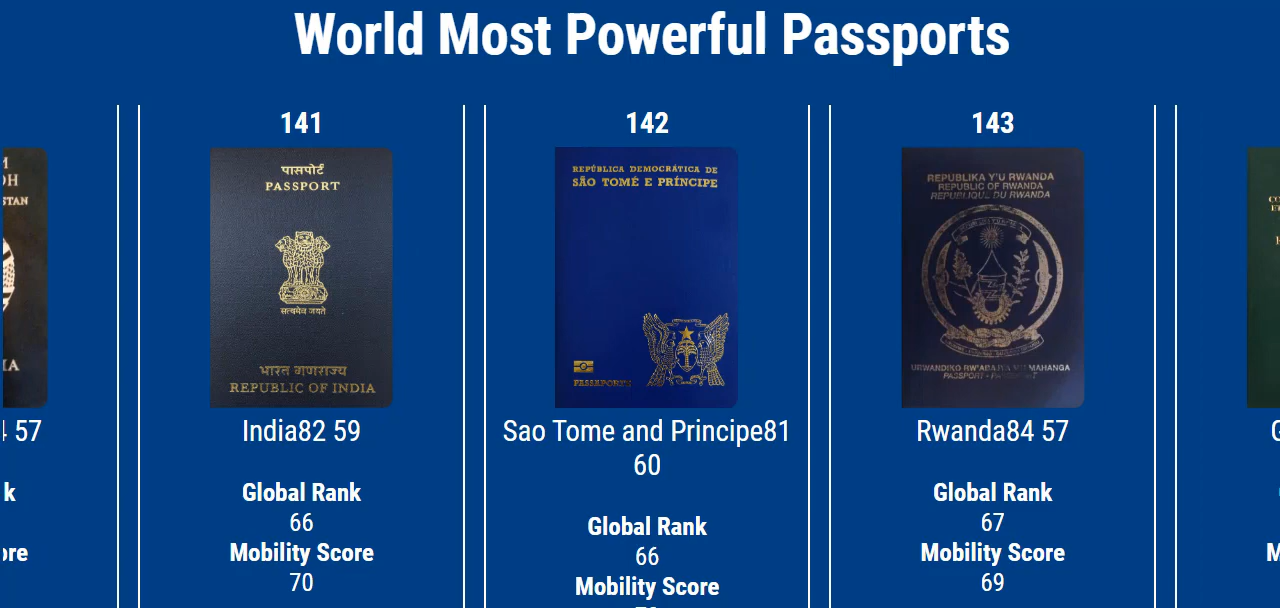 World Most Powerful Passports
141
पासपोर्ट
PASSPORT
सत्यमेव जयते
भारत गणराज्य
REPUBLIC OF INDIA
India82 59
Global Rank
66
Mobility Score
70
142
REPÚBLICA DEMOCRÁTICA DE
SÃO TOMÉ E PRÍNCIPE
PASSAPORTE
Sao Tome and Principe81
60
Global Rank
66
Mobility Score
143
REPUBLIKA Y'U RWANDA
REPUBLIC OF RWANDA
REPUBLIQUE DU RWANDA
PASSPORT
Rwanda84 57
Global Rank
67
Mobility Score
69
57